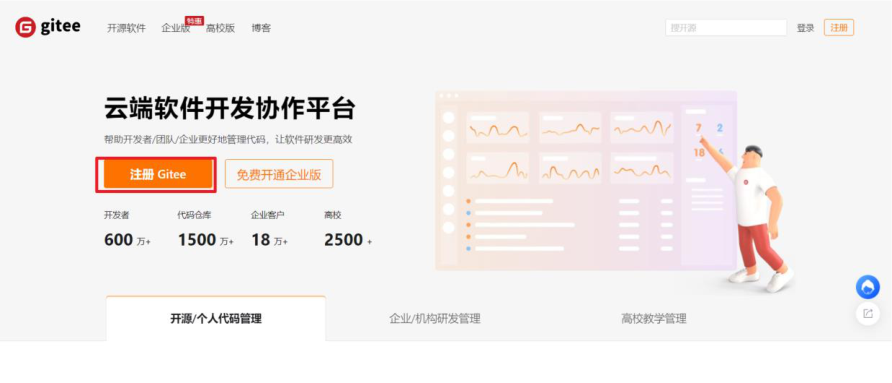 gitee 开源软件 企业版 特惠 高校版 博客 搜开源 登录 注册
云端软件开发协作平台
帮助开发者/团队/企业更好地管理代码，让软件研发更高效
注册 Gitee 免费开通企业版
开发者 代码仓库 企业客户 高校
600 万+ 1500 万+ 18 万+ 2500 +
7 2
18
开源/个人代码管理 企业/机构研发管理 高校教学管理